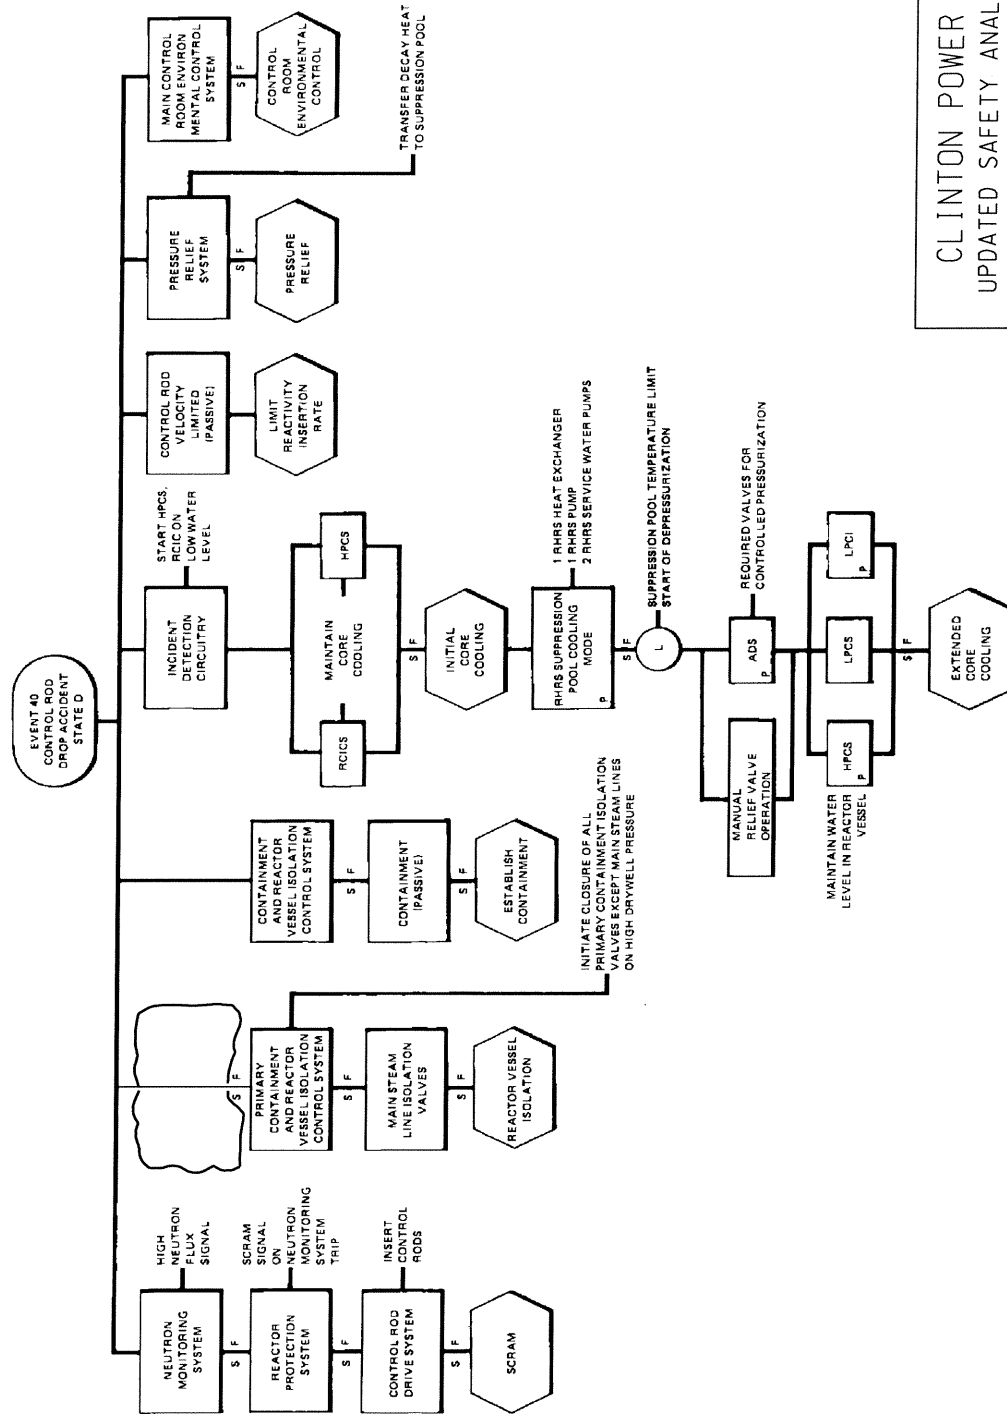 EVENT 40
CONTROL ROD
DROP ACCIDENT
STATE D
NEUTRON
MONITORING
SYSTEM
HIGH
NEUTRON
FLUX
SIGNAL
S F
REACTOR
PROTECTION
SYSTEM
SCRAM
SIGNAL
ON
NEUTRON
MONITORING
SYSTEM
TRIP
S F
CONTROL ROD
DRIVE SYSTEM
INSERT
CONTROL
RODS
S F
SCRAM
S F
PRIMARY
CONTAINMENT
AND REACTOR
VESSEL ISOLATION
CONTROL SYSTEM
INITIATE CLOSURE OF ALL
PRIMARY CONTAINMENT ISOLATION
VALVES EXCEPT MAIN STEAM LINES
ON HIGH DRYWELL PRESSURE
S F
MAIN STEAM
LINE ISOLATION
VALVES
S F
REACTOR VESSEL
ISOLATION
CONTAINMENT
AND REACTOR
VESSEL ISOLATION
CONTROL SYSTEM
S F
CONTAINMENT
(PASSIVE)
S F
ESTABLISH
CONTAINMENT
INCIDENT
DETECTION
CIRCUITRY
START HPCS,
RCIC ON
LOW WATER
LEVEL
RCICS
MAINTAIN
CORE
COOLING
HPCS
S F
INITIAL
CORE
COOLING
RHRS SUPPRESSION
POOL COOLING
MODE
P
1 RHRS HEAT EXCHANGER
1 RHRS PUMP
2 RHRS SERVICE WATER PUMPS
S F
L
SUPPRESSION POOL TEMPERATURE LIMIT
START OF DEPRESSURIZATION
MANUAL
RELIEF VALVE
OPERATION
ADS
P
REQUIRED VALVES FOR
CONTROLLED PRESSURIZATION
MAINTAIN WATER
LEVEL IN REACTOR
VESSEL
HPCS
P
LPCS
LPCI
P
S F
EXTENDED
CORE
COOLING
CONTROL ROD
VELOCITY
LIMITED
(PASSIVE)
LIMIT
REACTIVITY
INSERTION
RATE
PRESSURE
RELIEF
SYSTEM
TRANSFER DECAY HEAT
TO SUPPRESSION POOL
S F
PRESSURE
RELIEF
MAIN CONTROL
ROOM ENVIRON
MENTAL CONTROL
SYSTEM
S F
CONTROL
ROOM
ENVIRONMENTAL
CONTROL
CLINTON POWER
UPDATED SAFETY ANAL